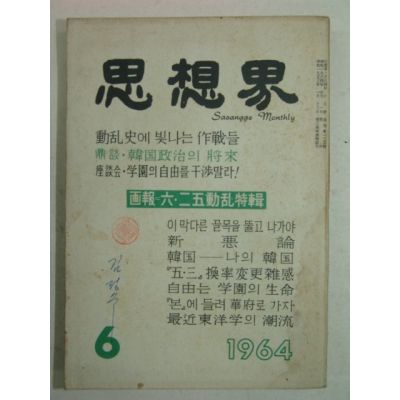 思想界
Sasangge Monthly
動乱史에 빛나는 作戰들
鼎談·韓国政治의 將來
座談会·学園의 自由를 干渉말라!
画報-六·二五動乱特輯
이 막다른 골목을 뚫고 나가야
新悪論
韓国——나의 韓国
『五·三』換率変更雑感
自由는 学園의 生命
『본』에 들러 華府로 가자
最近東洋学의 潮流
6
1964